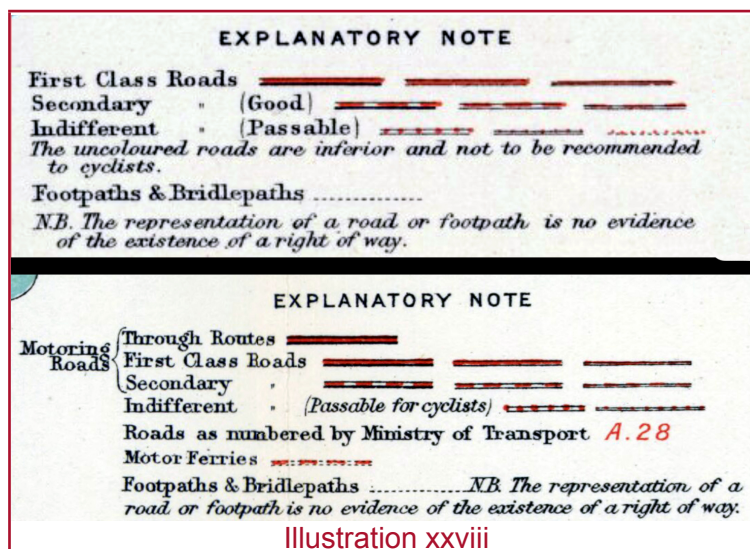 EXPLANATORY NOTE
First Class Roads
Secondary " (Good)
Indifferent " (Passable)
The uncoloured roads are inferior and not to be recommended
to cyclists.
Footpaths & Bridlepaths ..............
N.B. The representation of a road or footpath is no evidence
of the existence of a right of way.
EXPLANATORY NOTE
Motoring
Roads
Through Routes
First Class Roads
Secondary "
Indifferent " (Passable for cyclists)
Roads as numbered by Ministry of Transport A.28
Motor Ferries
Footpaths & Bridlepaths .............. N.B. The representation of a
road or footpath is no evidence of the existence of a right of way.
Illustration xxviii